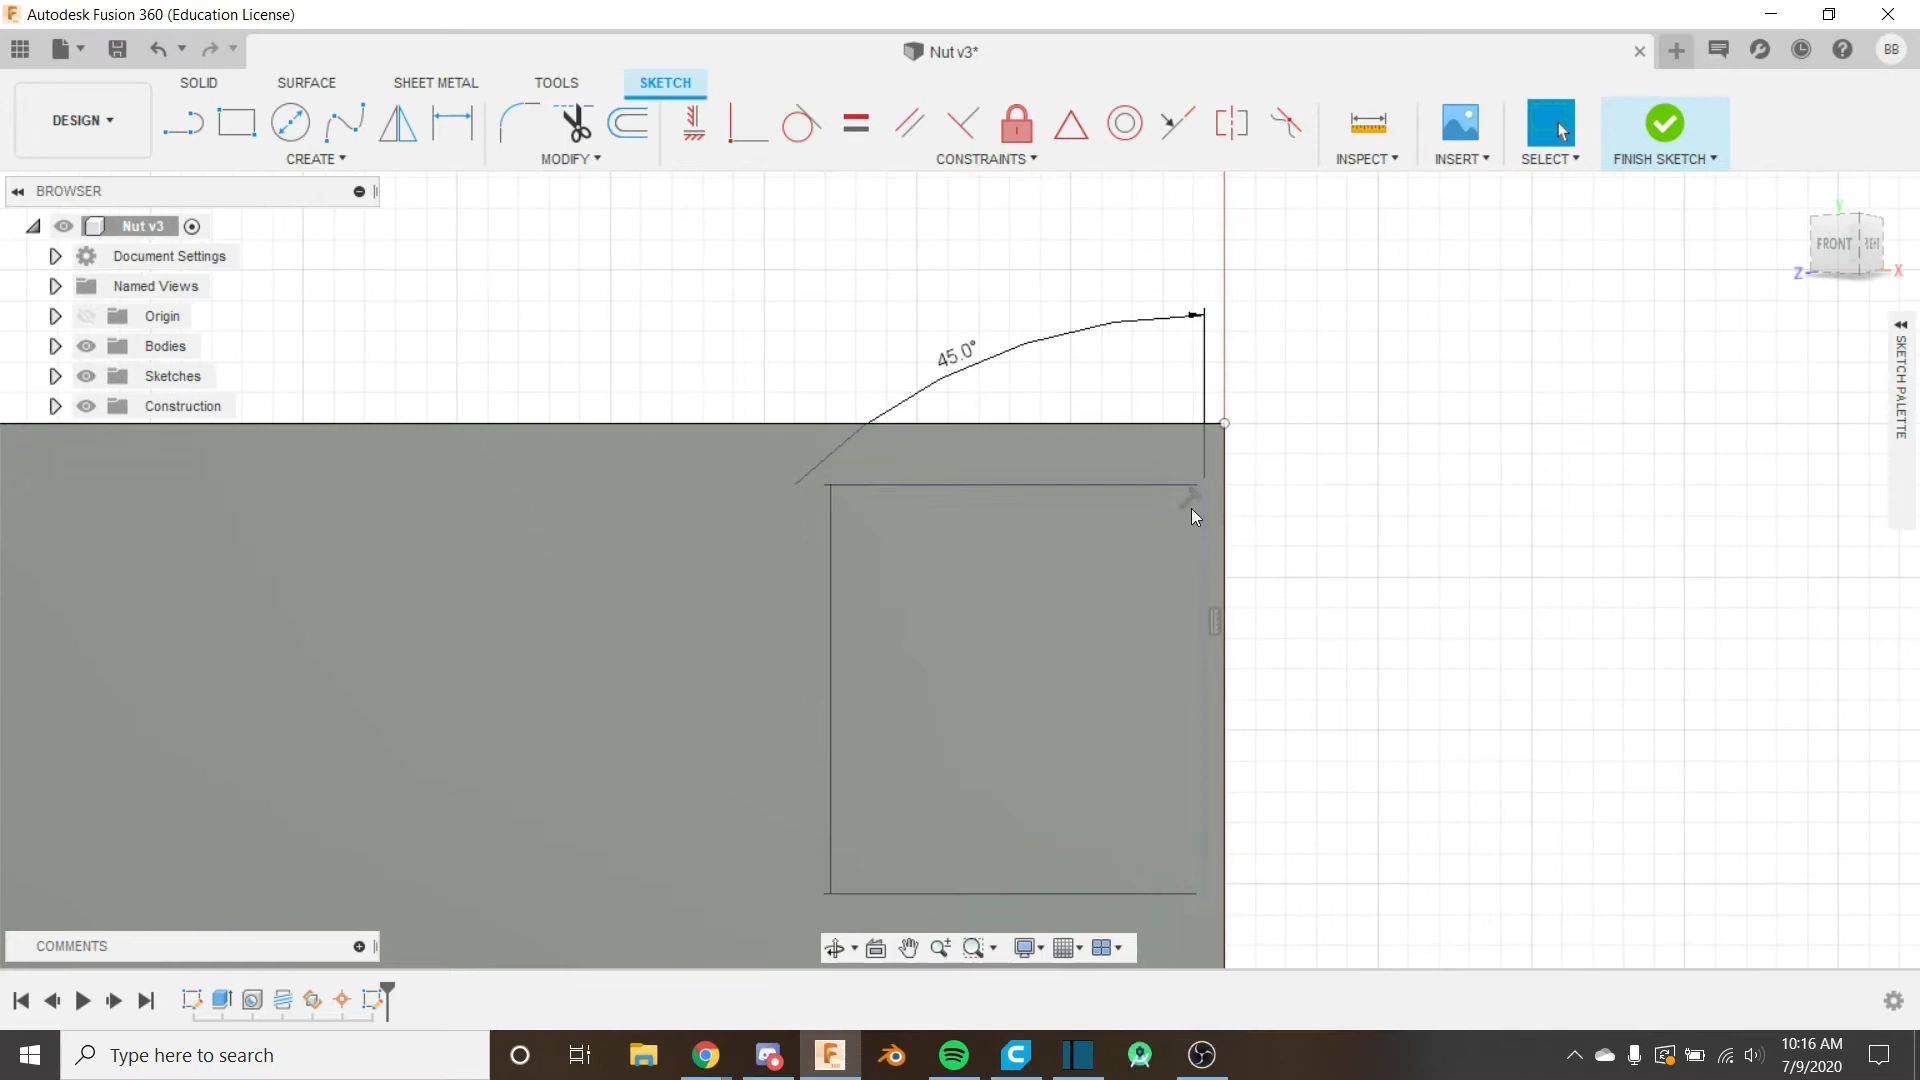 Autodesk Fusion 360 (Education License)
Nut v3*
BB
DESIGN
SOLID
SURFACE
SHEET METAL
TOOLS
SKETCH
CREATE
MODIFY
CONSTRAINTS
INSPECT
INSERT
SELECT
FINISH SKETCH
BROWSER
Nut v3
Document Settings
Named Views
Origin
Bodies
Sketches
Construction
45.0°
Y
FRONT
Z
X
SKETCH PALETTE
COMMENTS
Type here to search
10:16 AM
7/9/2020